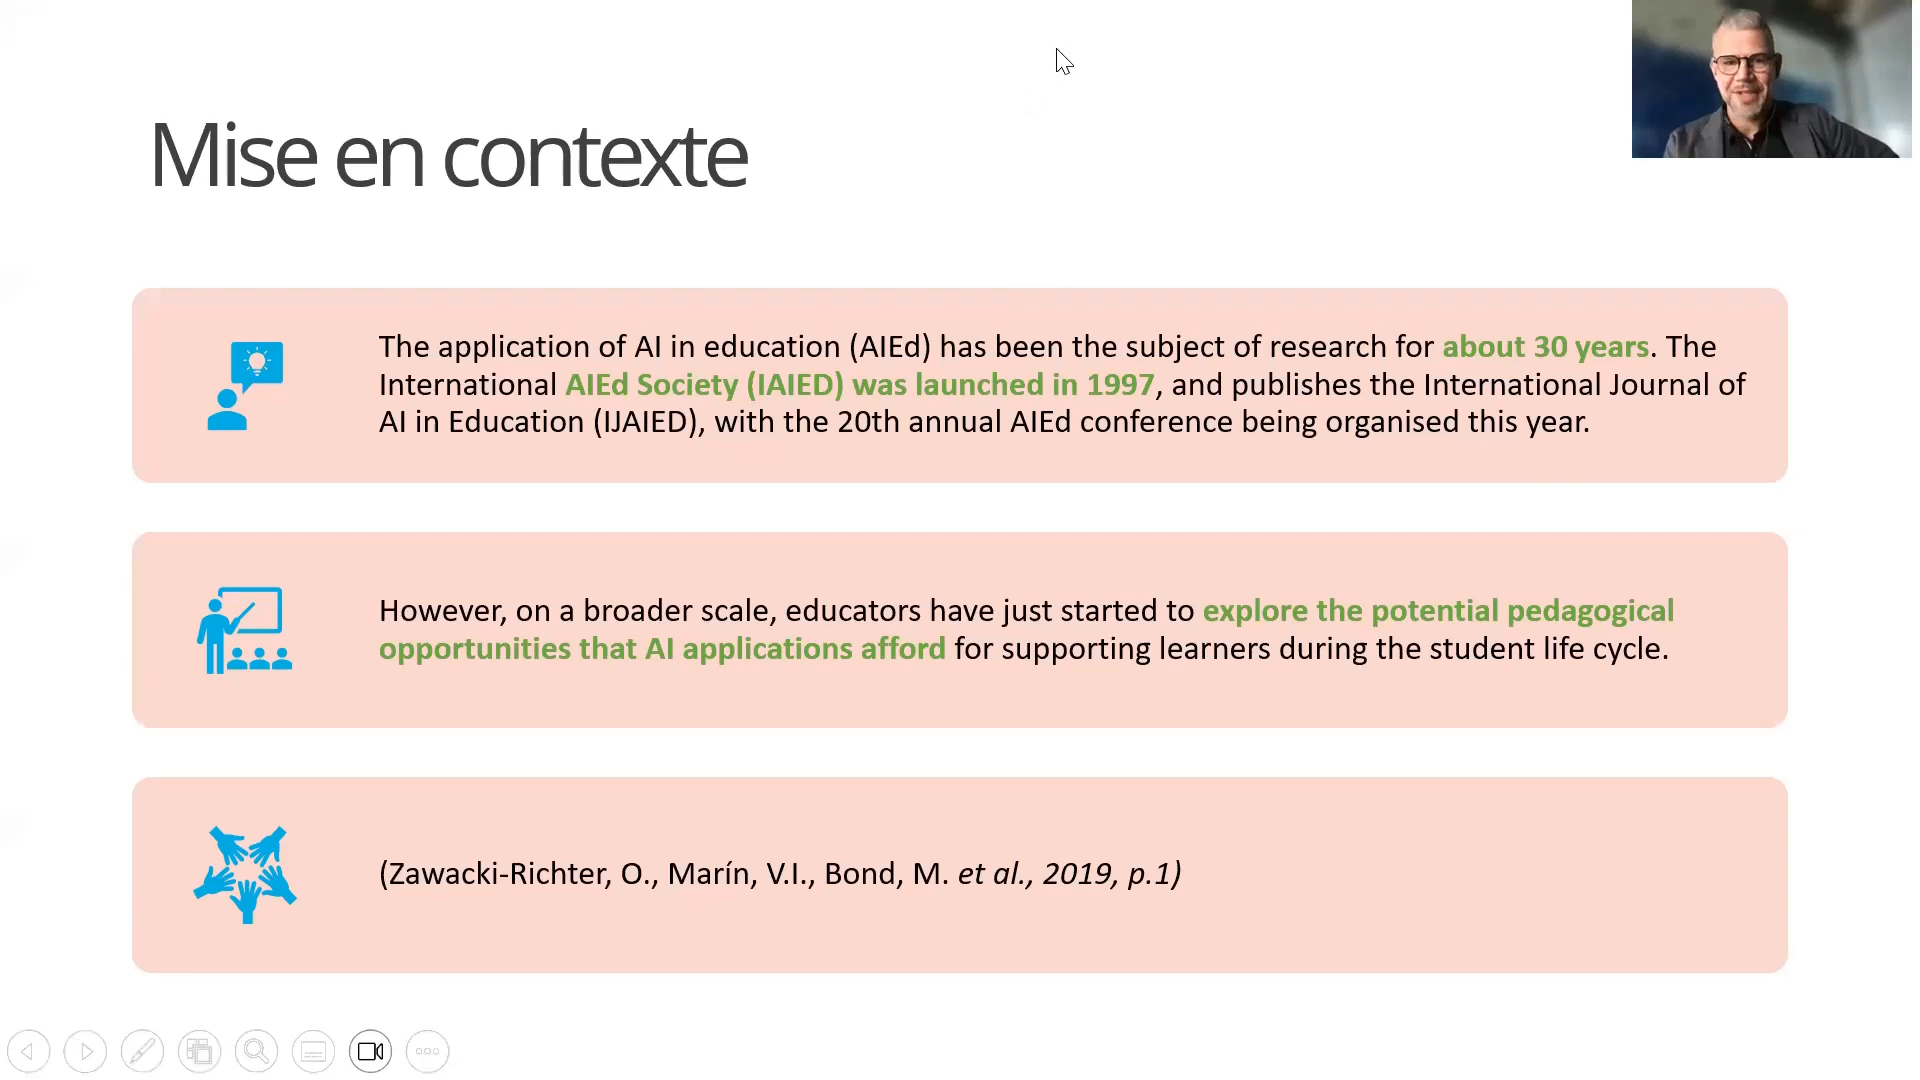 Mise en contexte
The application of AI in education (AIEd) has been the subject of research for about 30 years. The
International AIEd Society (IAIED) was launched in 1997, and publishes the International Journal of
AI in Education (IJAIED), with the 20th annual AIEd conference being organised this year.
However, on a broader scale, educators have just started to explore the potential pedagogical
opportunities that AI applications afford for supporting learners during the student life cycle.
(Zawacki-Richter, O., Marín, V.I., Bond, M. et al., 2019, p.1)